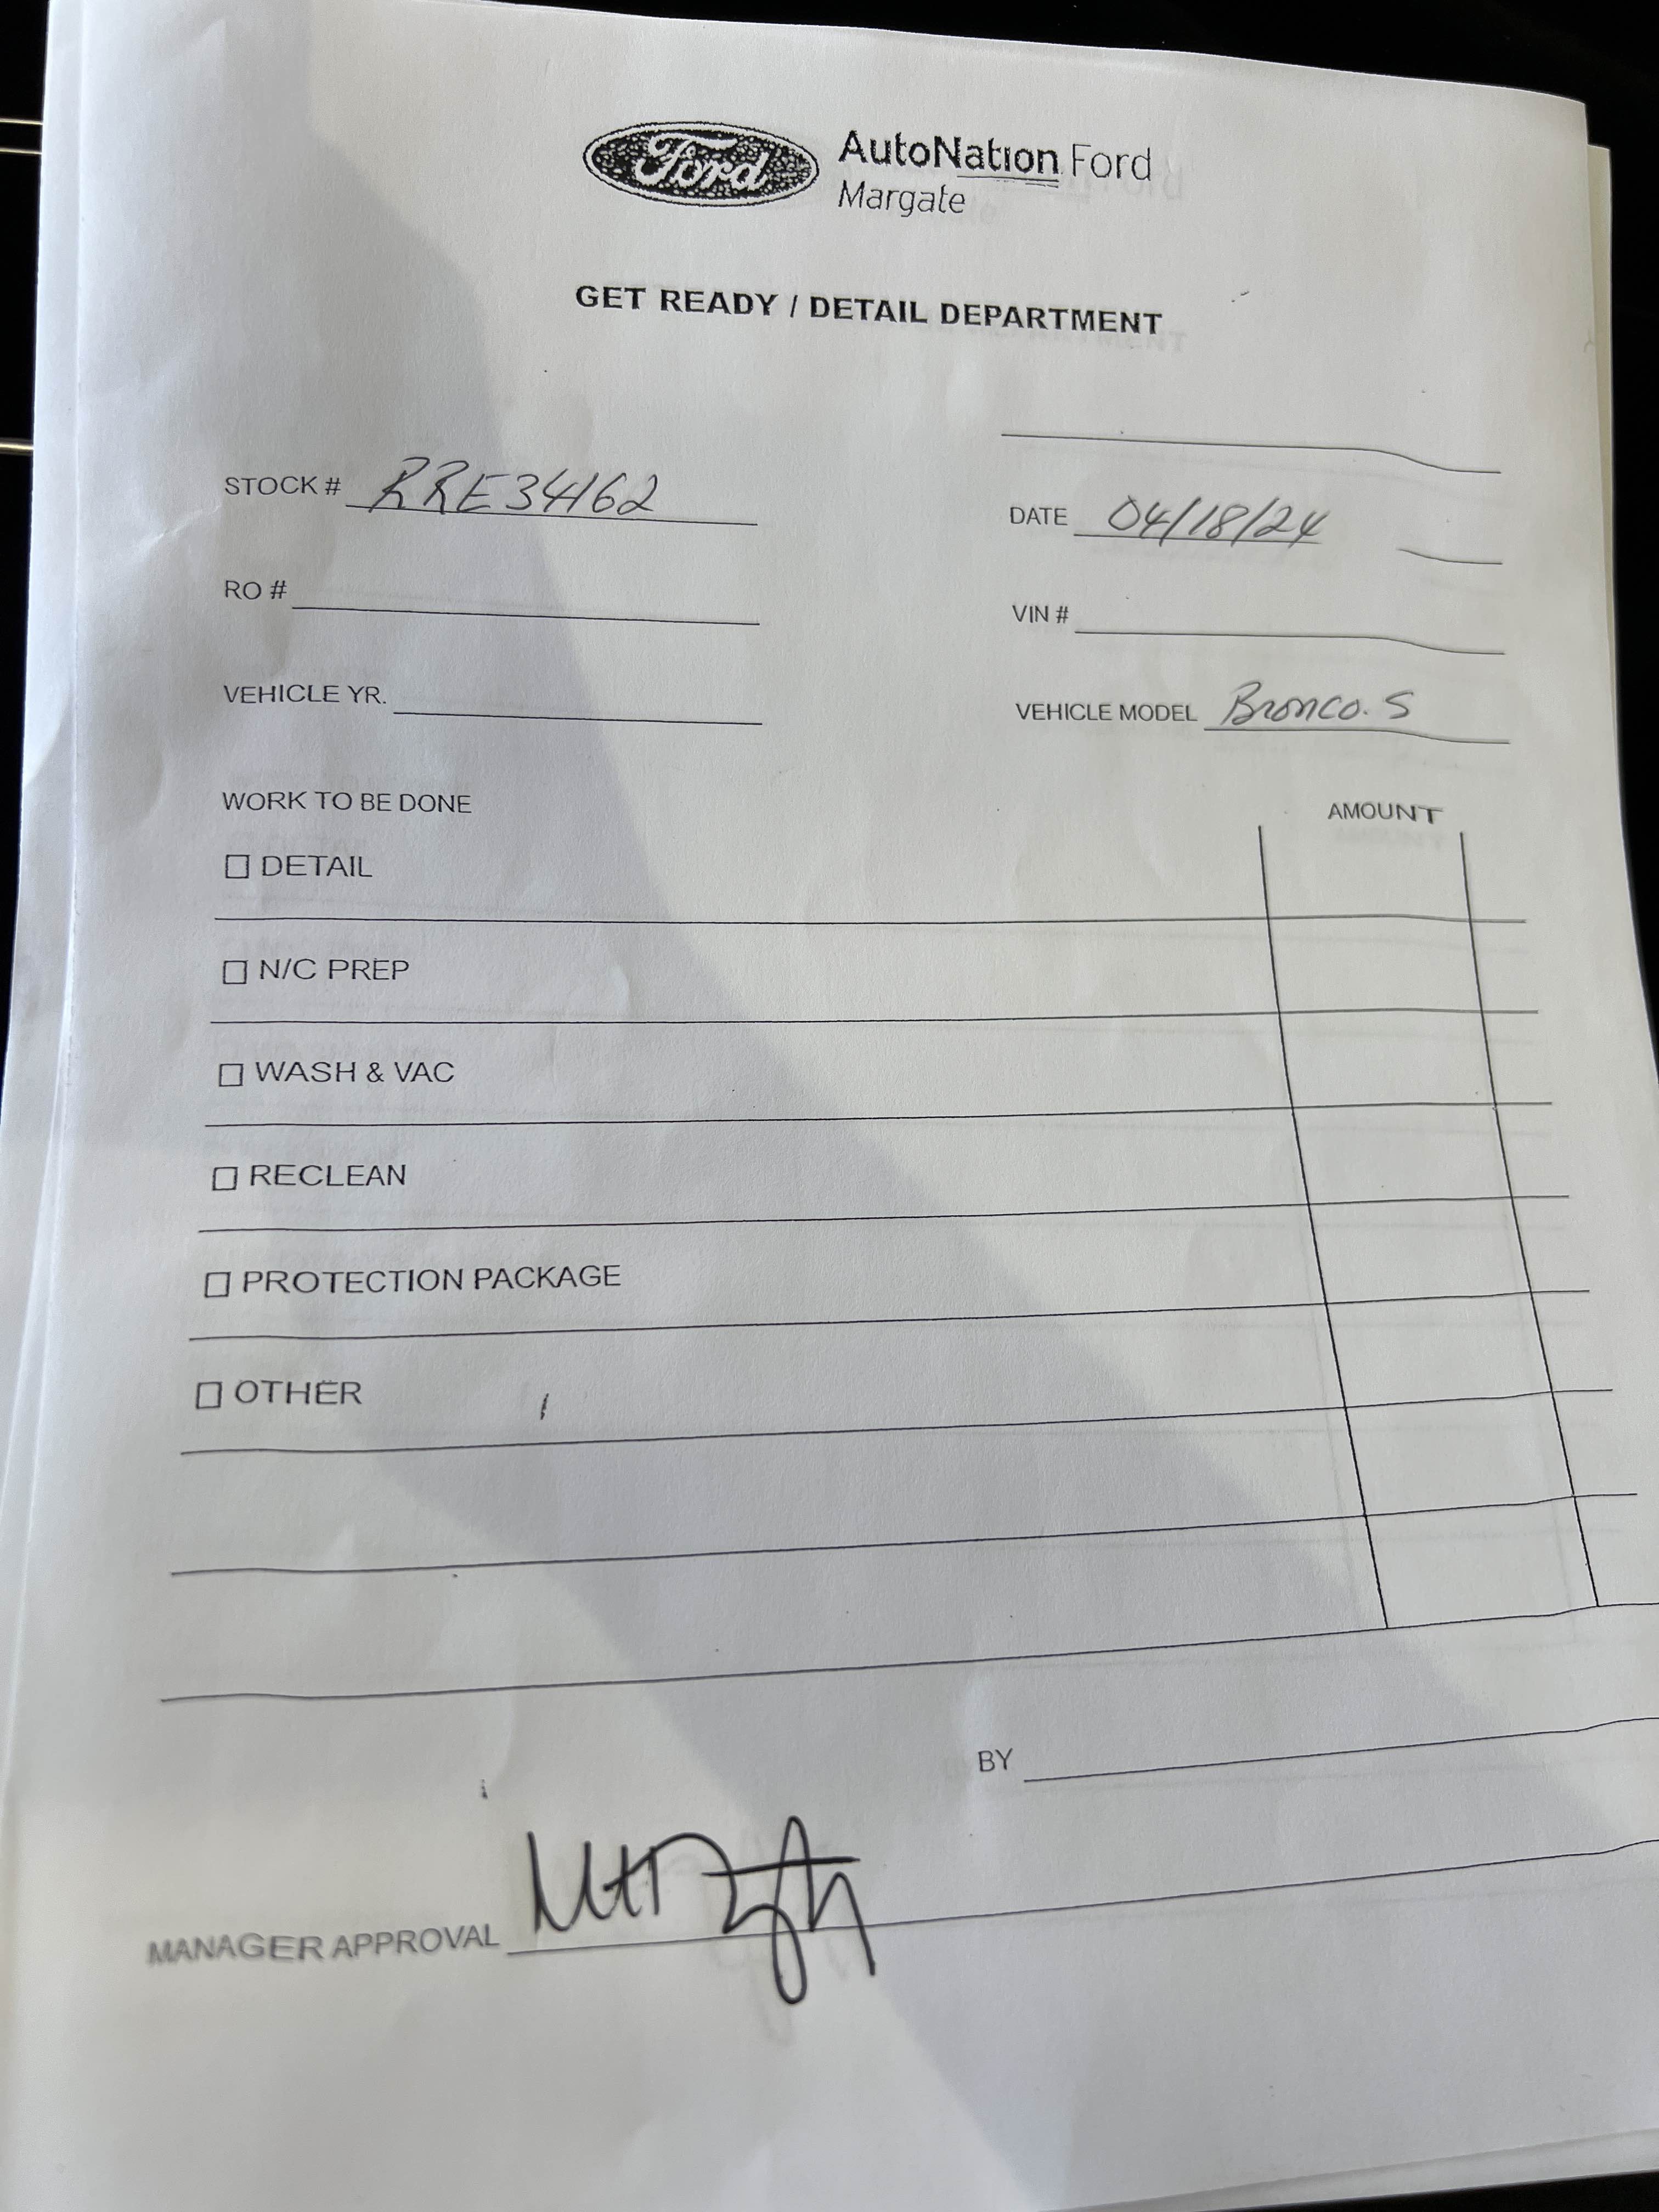 Ford AutoNation Ford
Margate
GET READY / DETAIL DEPARTMENT
STOCK # RRE34162
DATE 04/18/24
RO #
VIN #
VEHICLE YR.
VEHICLE MODEL Bronco. S
WORK TO BE DONE
AMOUNT
☐ DETAIL
☐ N/C PREP
☐ WASH & VAC
☐ RECLEAN
☐ PROTECTION PACKAGE
☐ OTHER
BY
MANAGER APPROVAL